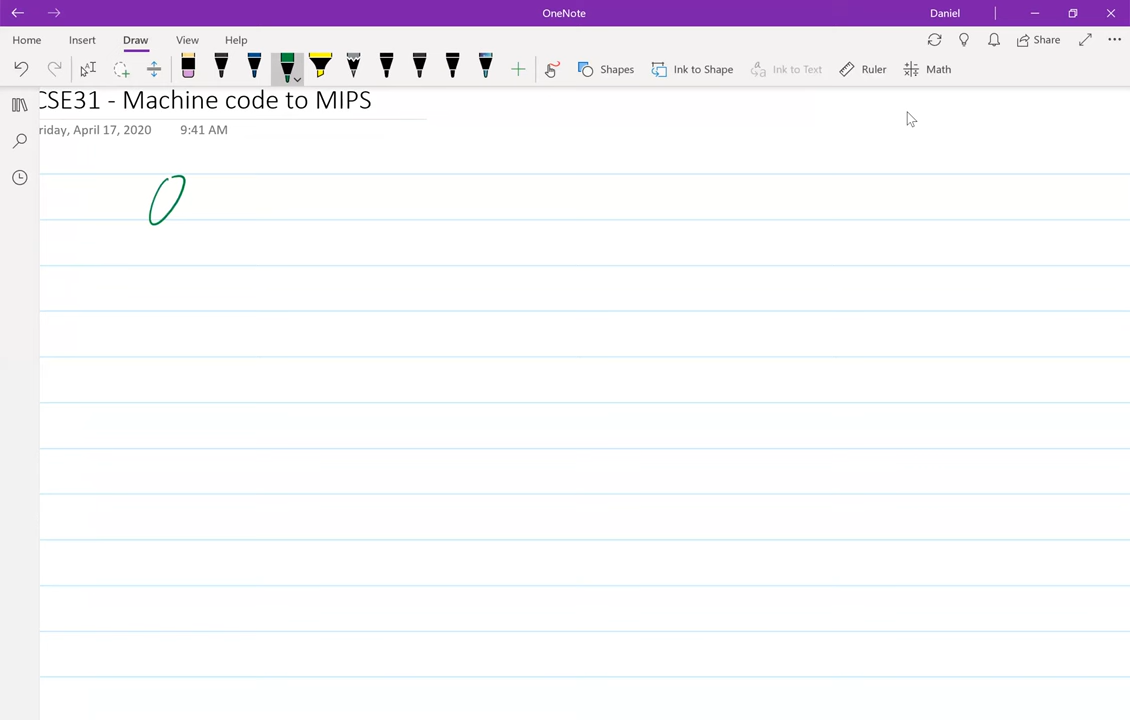 OneNote
Daniel
Home Insert Draw View Help
Share
Shapes Ink to Shape Ink to Text Ruler Math
CSE31 - Machine code to MIPS
riday, April 17, 2020 9:41 AM
0